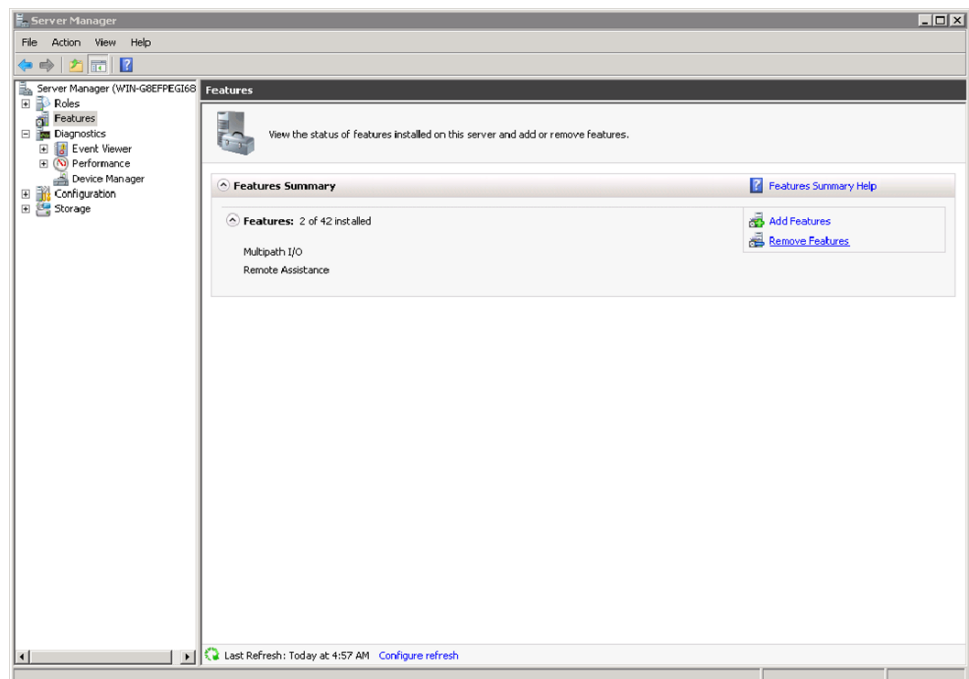 Server Manager
File Action View Help
Server Manager (WIN-G8EFPEGI68
Roles
Features
Diagnostics
Event Viewer
Performance
Device Manager
Configuration
Storage
Features
View the status of features installed on this server and add or remove features.
Features Summary
Features Summary Help
Features: 2 of 42 installed
Add Features
Remove Features
Multipath I/O
Remote Assistance
Last Refresh: Today at 4:57 AM Configure refresh